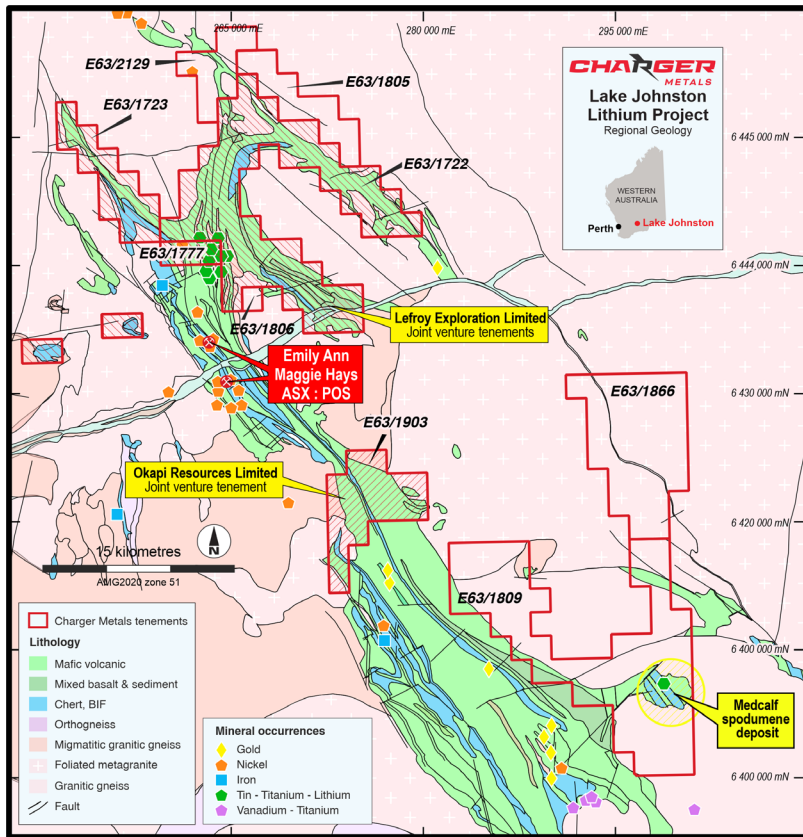 265 000 mE
280 000 mE
295 000 mE
E63/2129
E63/1805
E63/1723
E63/1722
CHARGER
METALS
Lake Johnston
Lithium Project
Regional Geology
WESTERN
AUSTRALIA
Perth
Lake Johnston
6 445 000 mN
E63/1777
6 444 000 mN
E63/1806
Lefroy Exploration Limited
Joint venture tenements
Emily Ann
Maggie Hays
ASX : POS
E63/1866
6 430 000 mN
E63/1903
Okapi Resources Limited
Joint venture tenement
6 420 000 mN
15 kilometres
N
AMG2020 zone 51
E63/1809
6 400 000 mN
Medcalf
spodumene
deposit
6 400 000 mN
Charger Metals tenements
Lithology
Mafic volcanic
Mixed basalt & sediment
Chert, BIF
Orthogneiss
Migmatitic granitic gneiss
Foliated metagranite
Granitic gneiss
Fault
Mineral occurrences
Gold
Nickel
Iron
Tin - Titanium - Lithium
Vanadium - Titanium